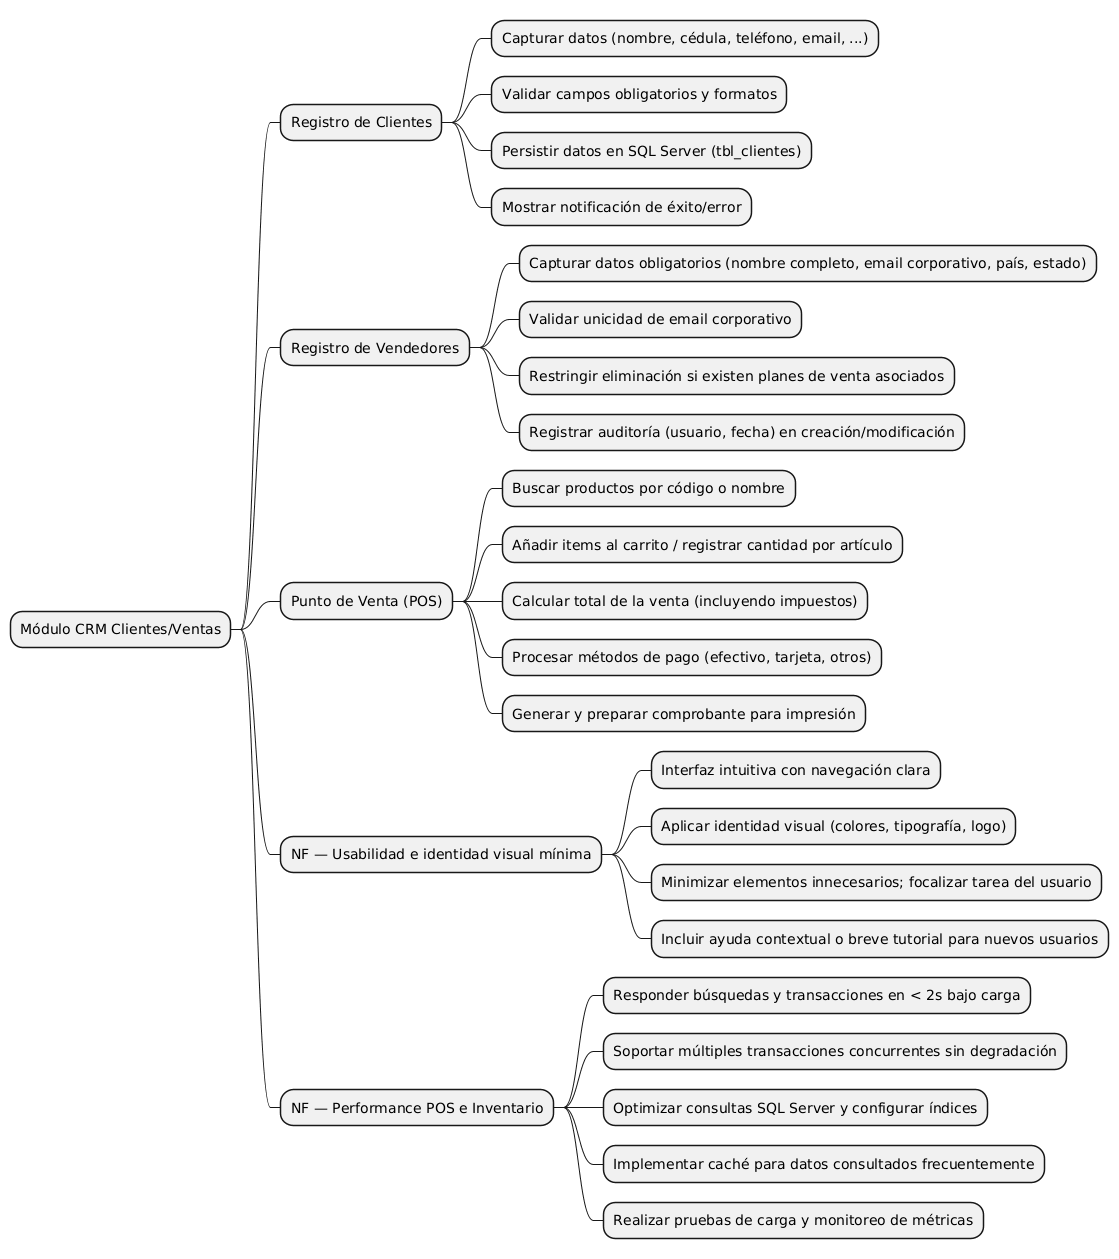 Módulo CRM Clientes/Ventas
Registro de Clientes
Capturar datos (nombre, cédula, teléfono, email, ...)
Validar campos obligatorios y formatos
Persistir datos en SQL Server (tbl_clientes)
Mostrar notificación de éxito/error
Registro de Vendedores
Capturar datos obligatorios (nombre completo, email corporativo, país, estado)
Validar unicidad de email corporativo
Restringir eliminación si existen planes de venta asociados
Registrar auditoría (usuario, fecha) en creación/modificación
Punto de Venta (POS)
Buscar productos por código o nombre
Añadir items al carrito / registrar cantidad por artículo
Calcular total de la venta (incluyendo impuestos)
Procesar métodos de pago (efectivo, tarjeta, otros)
Generar y preparar comprobante para impresión
NF — Usabilidad e identidad visual mínima
Interfaz intuitiva con navegación clara
Aplicar identidad visual (colores, tipografía, logo)
Minimizar elementos innecesarios; focalizar tarea del usuario
Incluir ayuda contextual o breve tutorial para nuevos usuarios
NF — Performance POS e Inventario
Responder búsquedas y transacciones en < 2s bajo carga
Soportar múltiples transacciones concurrentes sin degradación
Optimizar consultas SQL Server y configurar índices
Implementar caché para datos consultados frecuentemente
Realizar pruebas de carga y monitoreo de métricas